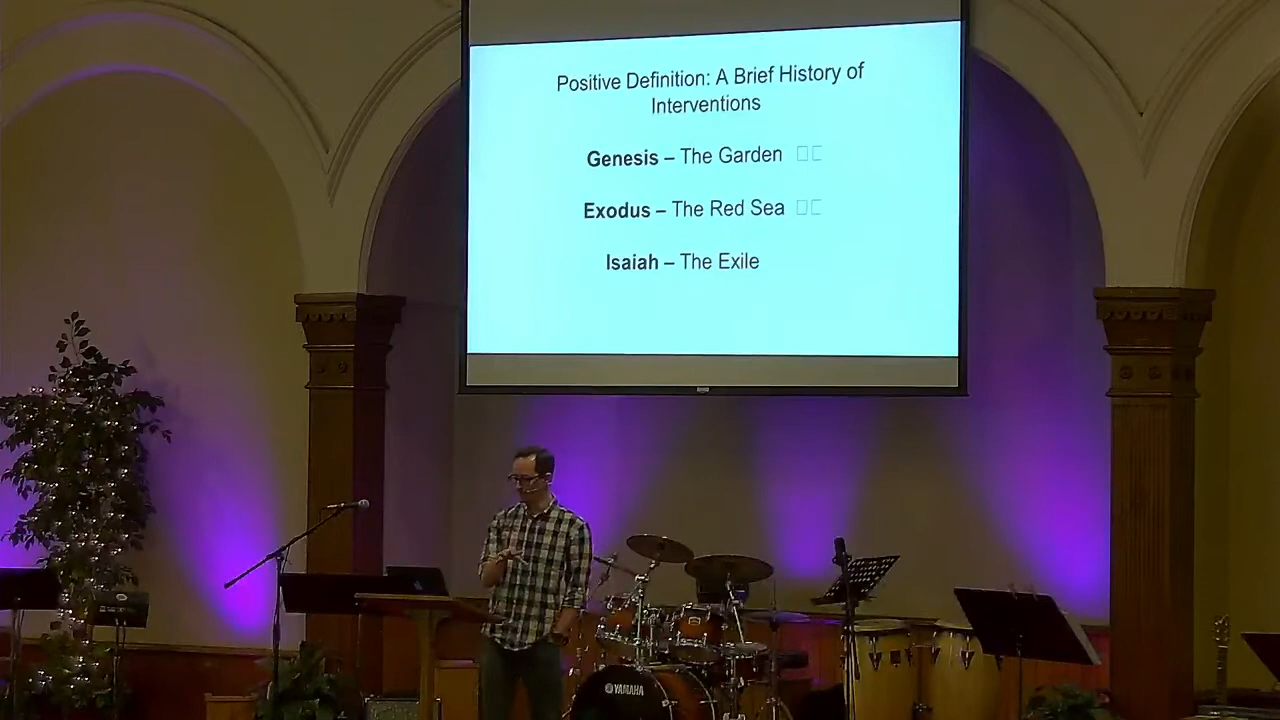 Positive Definition: A Brief History of
Interventions
Genesis – The Garden
Exodus – The Red Sea
Isaiah – The Exile
YAMAHA